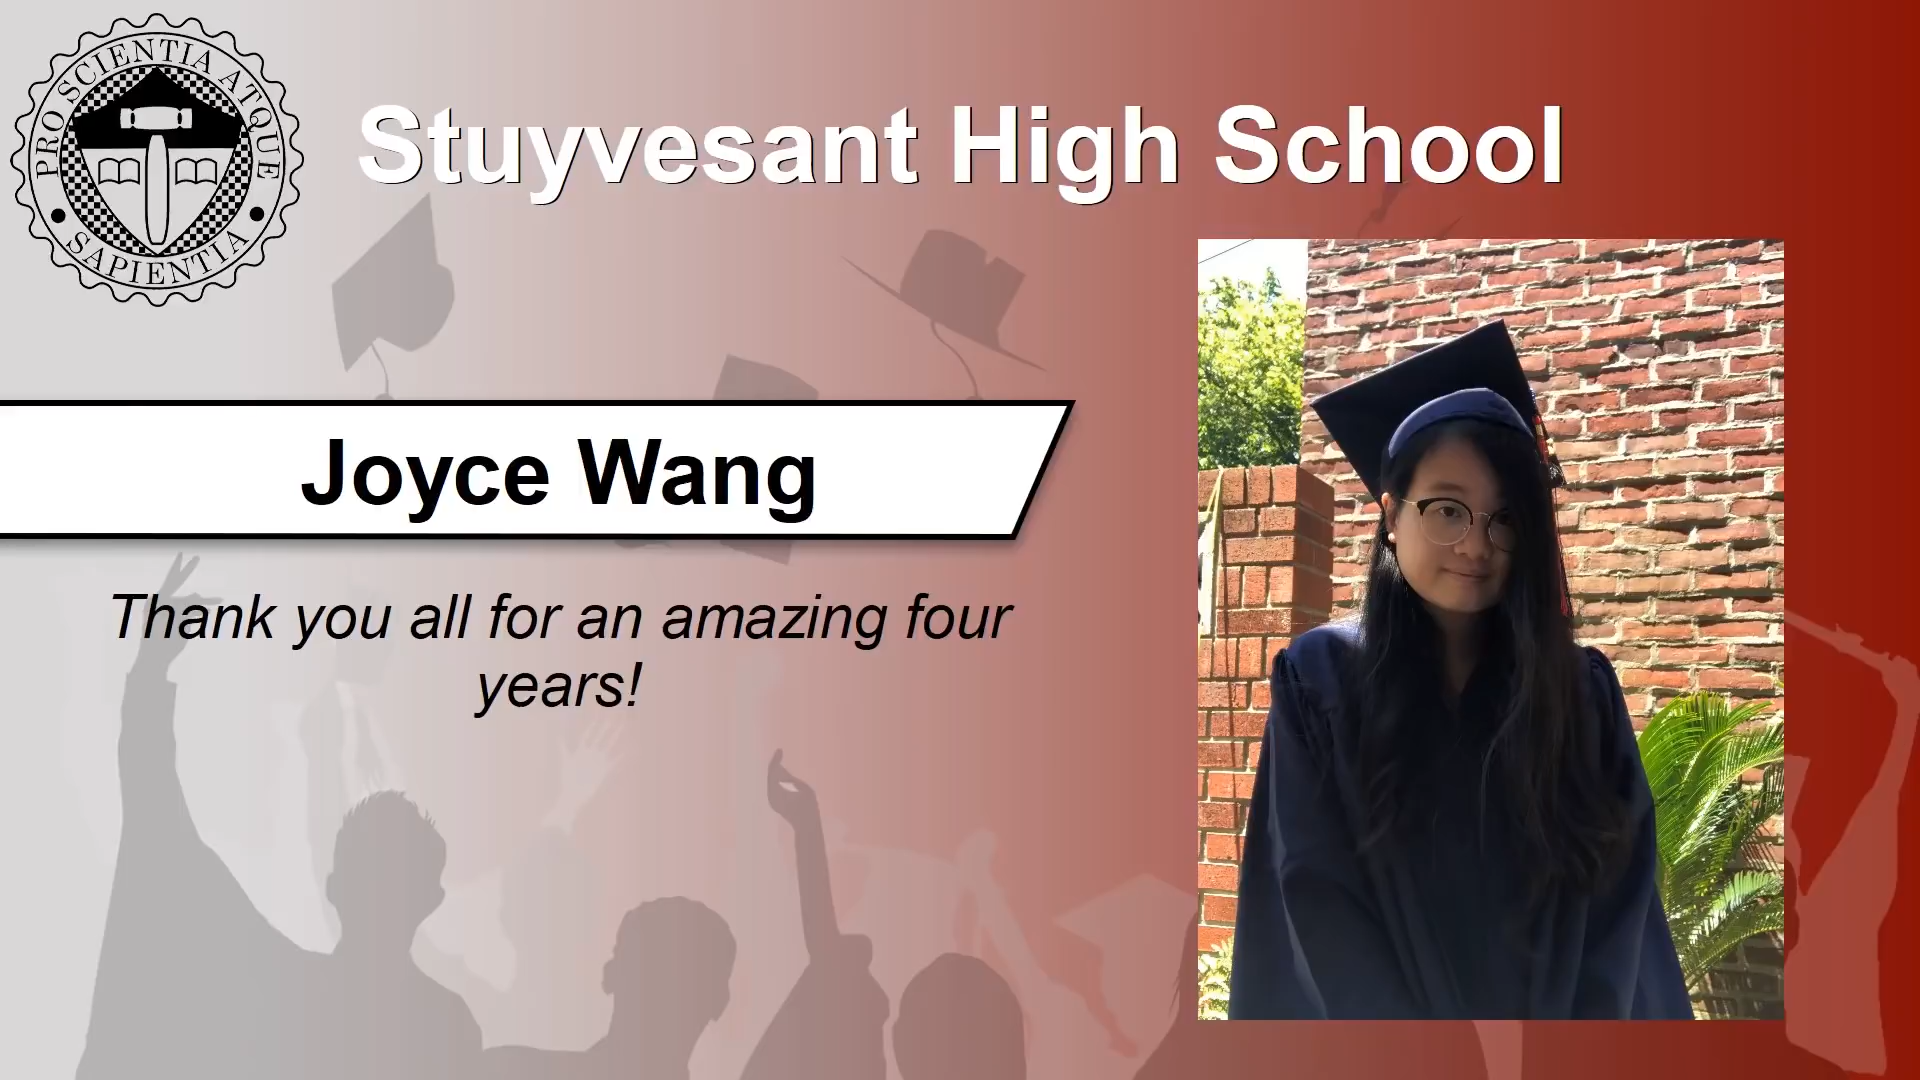 PRO SCIENTIA ATQUE
SAPIENTIA
Stuyvesant High School
Joyce Wang
Thank you all for an amazing four
years!